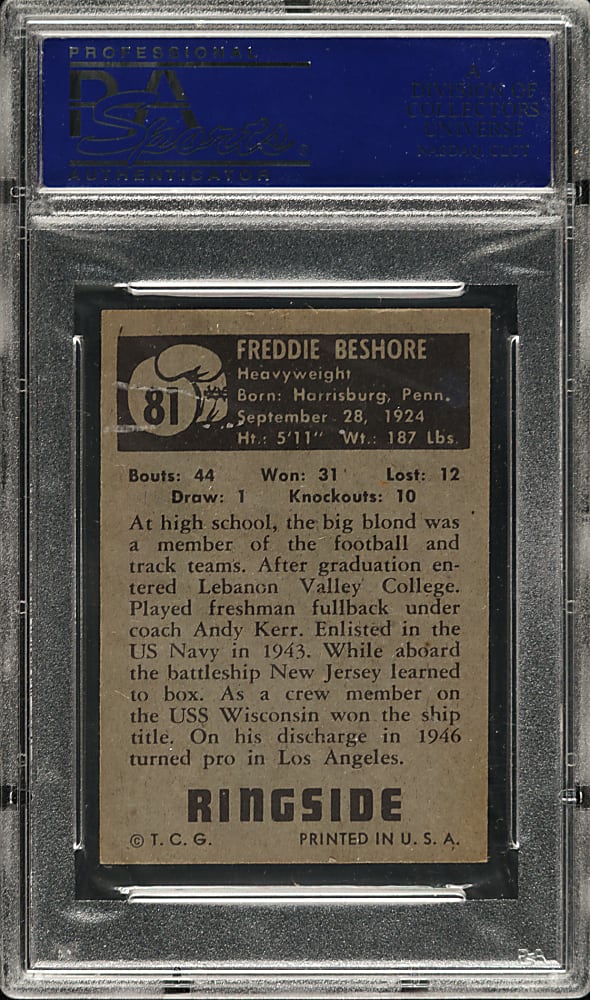 PROFESSIONAL
PSA
Sports
AUTHENTICATOR
A
DIVISION OF
COLLECTORS
UNIVERSE
NASDAQ: CLCT
81
FREDDIE BESHORE
Heavyweight
Born: Harrisburg, Penn.
September 28, 1924
Ht.: 5'11" Wt.: 187 Lbs.
Bouts: 44 Won: 31 Lost: 12
Draw: 1 Knockouts: 10
At high school, the big blond was
a member of the football and
track teams. After graduation en-
tered Lebanon Valley College.
Played freshman fullback under
coach Andy Kerr. Enlisted in the
US Navy in 1943. While aboard
the battleship New Jersey learned
to box. As a crew member on
the USS Wisconsin won the ship
title. On his discharge in 1946
turned pro in Los Angeles.
RINGSIDE
© T. C. G. PRINTED IN U. S. A.
PSA